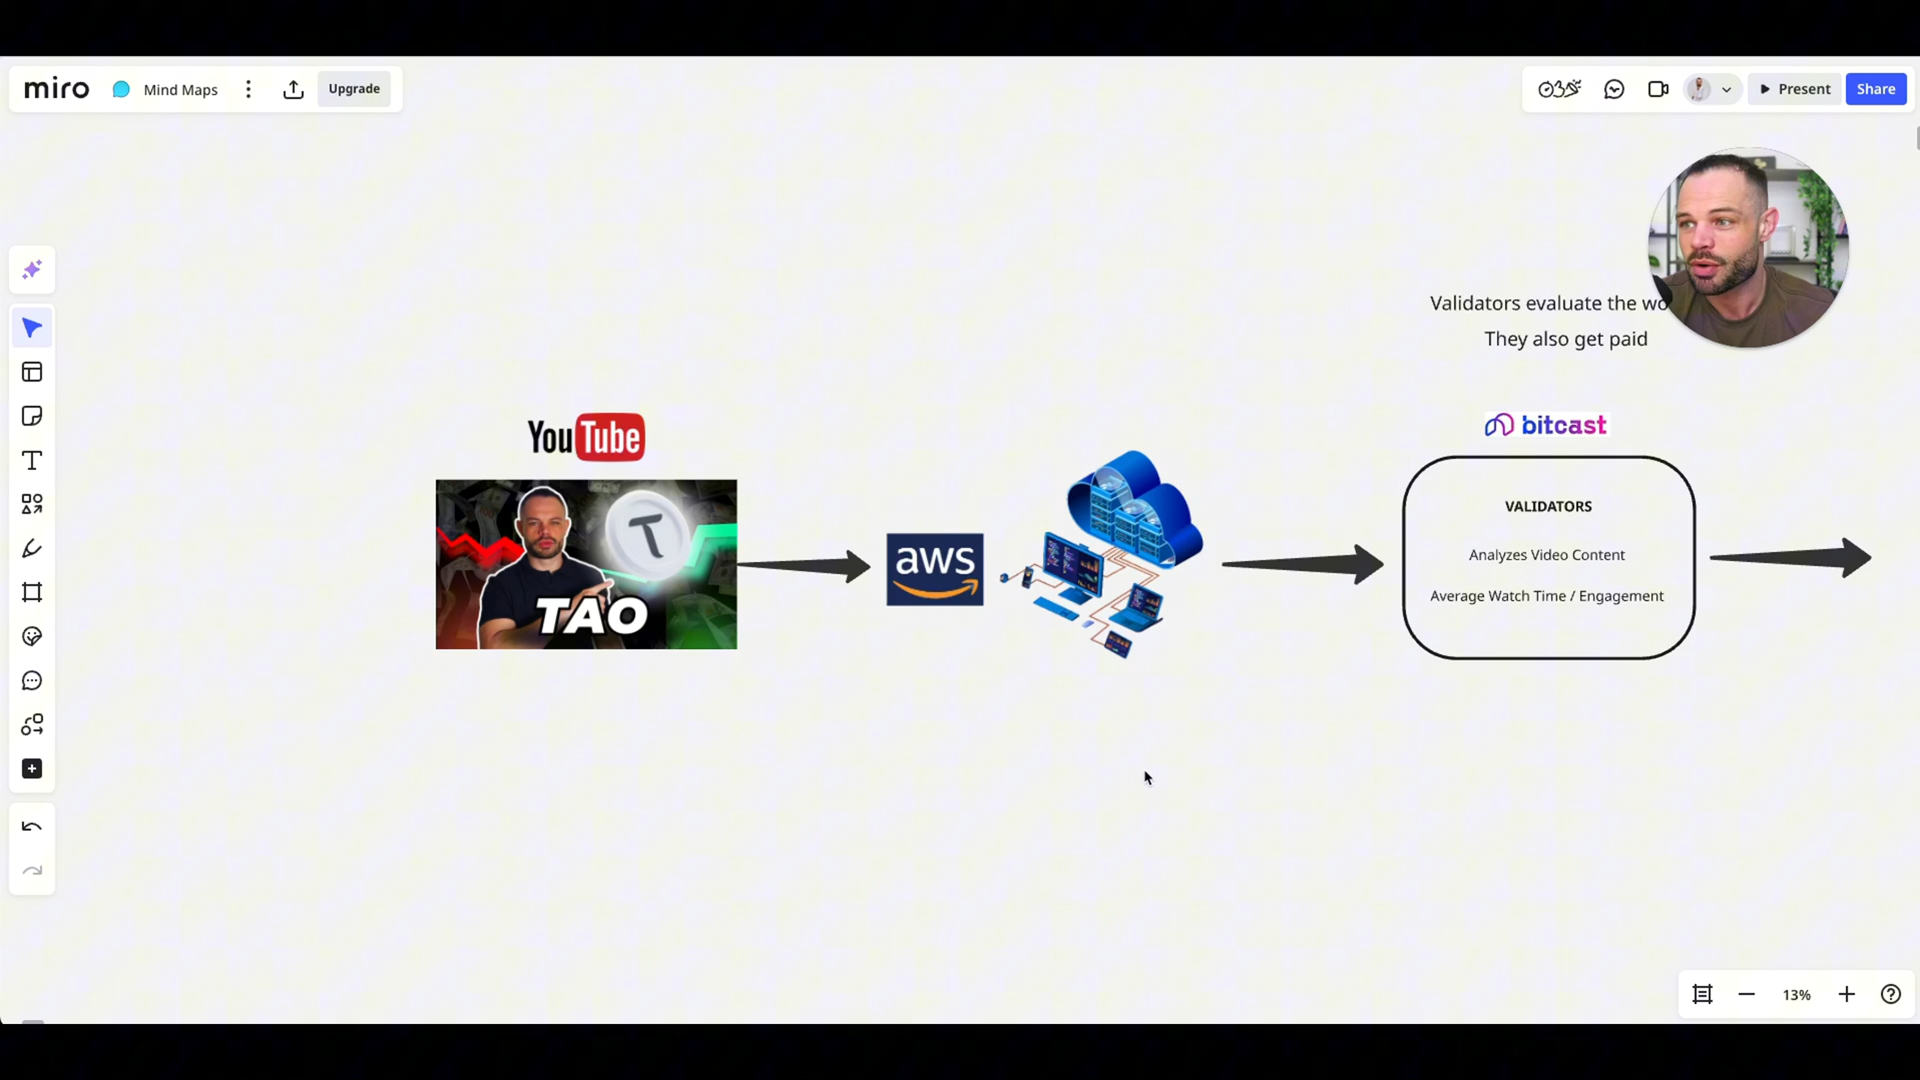 miro
Mind Maps
Upgrade
Present
Share
Validators evaluate the
They also get paid
YouTube
bitcast
TAO
aws
VALIDATORS
Analyzes Video Content
Average Watch Time / Engagement
13%